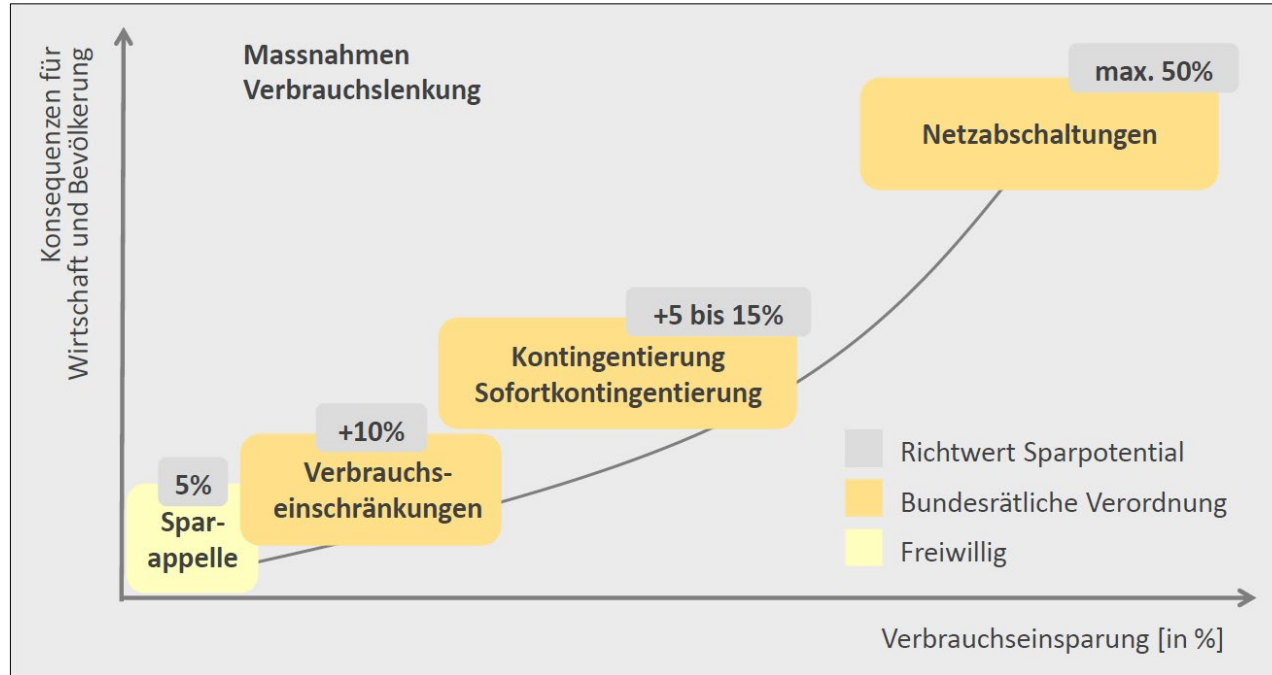 Massnahmen
Verbrauchslenkung
Konsequenzen für
Wirtschaft und Bevölkerung
max. 50%
Netzabschaltungen
+5 bis 15%
Kontingentierung
Sofortkontingentierung
+10%
Verbrauchs-
einschränkungen
5%
Spar-
appelle
Richtwert Sparpotential
Bundesrätliche Verordnung
Freiwillig
Verbrauchseinsparung [in %]